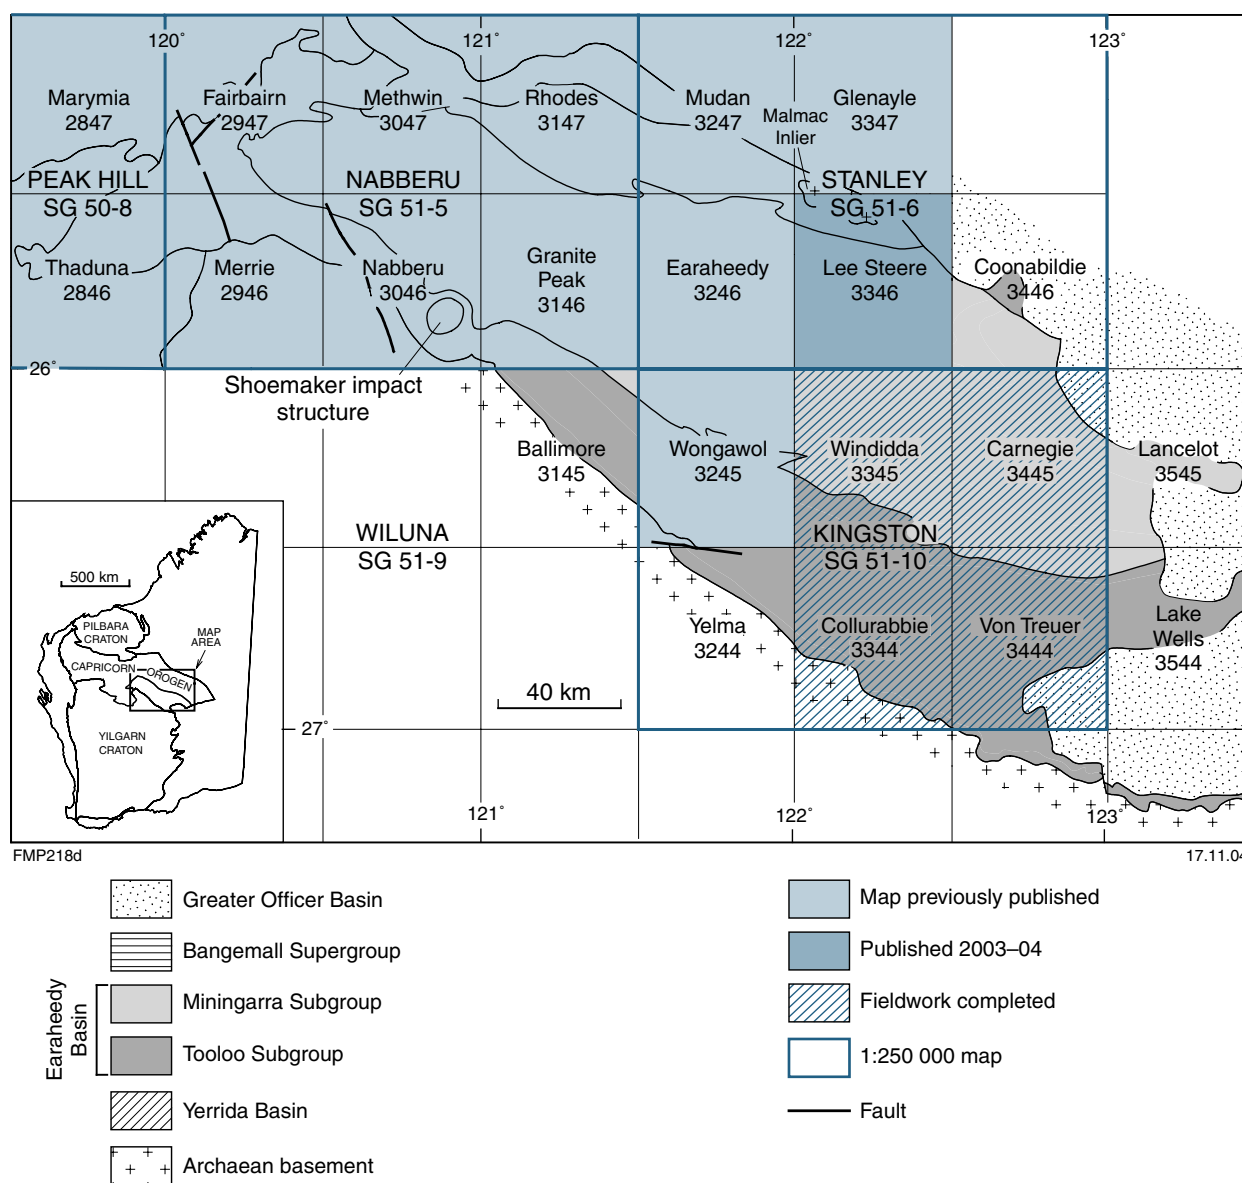 120°
121°
122°
123°
Marymia
2847
Fairbairn
2947
Methwin
3047
Rhodes
3147
Mudan
3247
Glenayle
3347
Malmac
Inlier
PEAK HILL
SG 50-8
NABBERU
SG 51-5
STANLEY
SG 51-6
Thaduna
2846
Merrie
2946
Nabberu
3046
Granite
Peak
3146
Earaheedy
3246
Lee Steere
3346
Coonabildie
3446
26°
Shoemaker impact
structure
Ballimore
3145
Wongawol
3245
Windidda
3345
Carnegie
3445
Lancelot
3545
WILUNA
SG 51-9
KINGSTON
SG 51-10
500 km
PILBARA
CRATON
MAP
AREA
CAPRICORN
OROGEN
YILGARN
CRATON
Yelma
3244
Collurabbie
3344
Von Treuer
3444
Lake
Wells
3544
40 km
27°
121°
122°
123°
FMP218d
17.11.04
Greater Officer Basin
Bangemall Supergroup
Earaheedy
Basin
Miningarra Subgroup
Tooloo Subgroup
Yerrida Basin
Archaean basement
Map previously published
Published 2003–04
Fieldwork completed
1:250 000 map
Fault